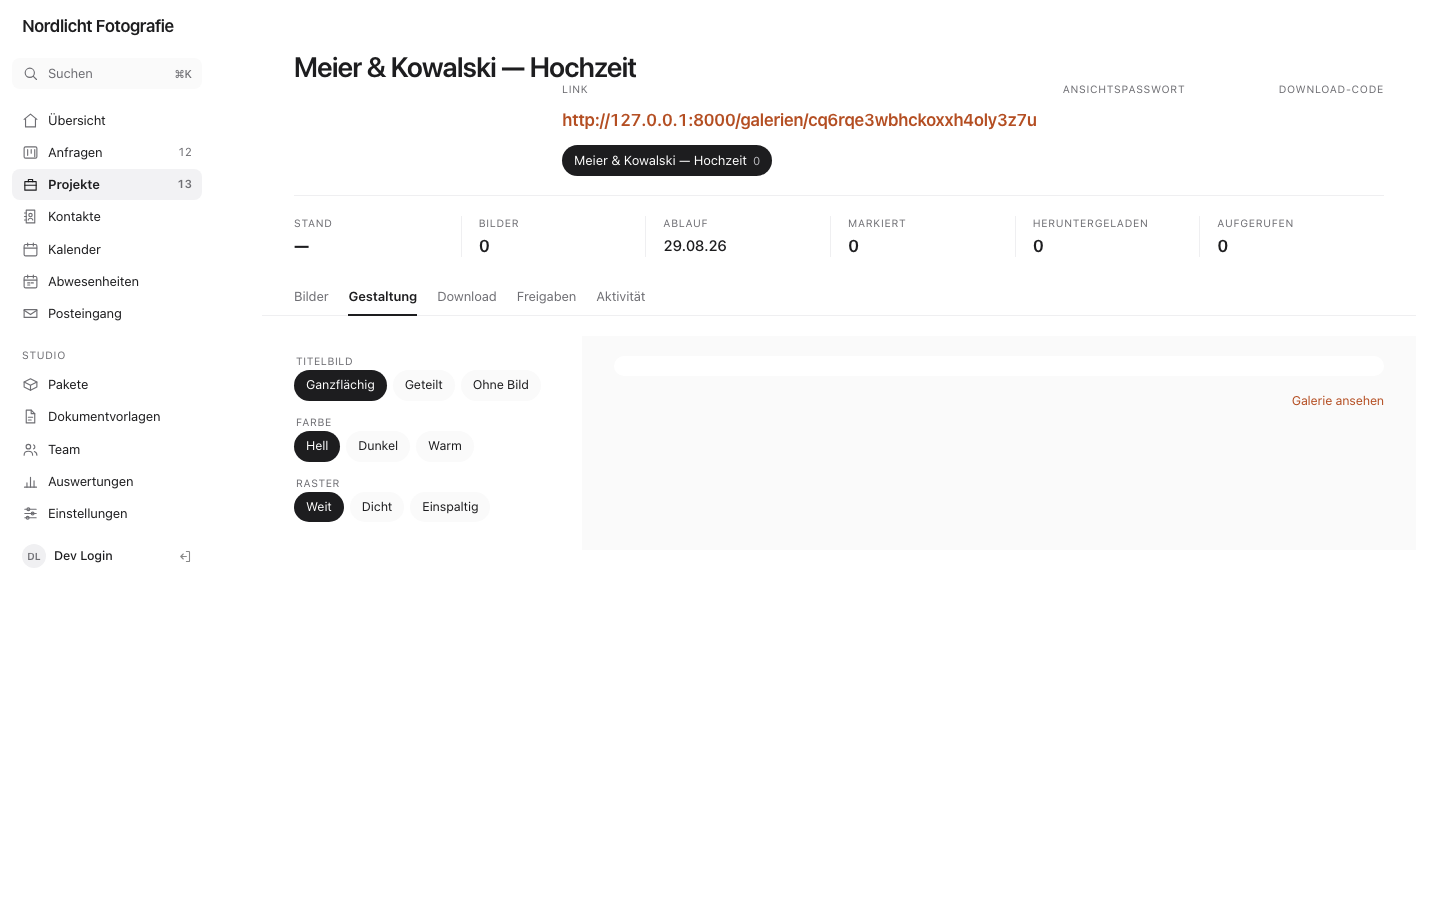 Nordlicht Fotografie
Suchen ⌘K
Übersicht
Anfragen 12
Projekte 13
Kontakte
Kalender
Abwesenheiten
Posteingang
STUDIO
Pakete
Dokumentvorlagen
Team
Auswertungen
Einstellungen
DL Dev Login
Meier & Kowalski — Hochzeit
LINK ANSICHTSPASSWORT DOWNLOAD-CODE
http://127.0.0.1:8000/galerien/cq6rqe3wbhckoxxh4oly3z7u
Meier & Kowalski — Hochzeit 0
STAND BILDER ABLAUF MARKIERT HERUNTERGELADEN AUFGERUFEN
— 0 29.08.26 0 0 0
Bilder Gestaltung Download Freigaben Aktivität
TITELBILD
Ganzflächig Geteilt Ohne Bild
FARBE
Hell Dunkel Warm
RASTER
Weit Dicht Einspaltig
Galerie ansehen